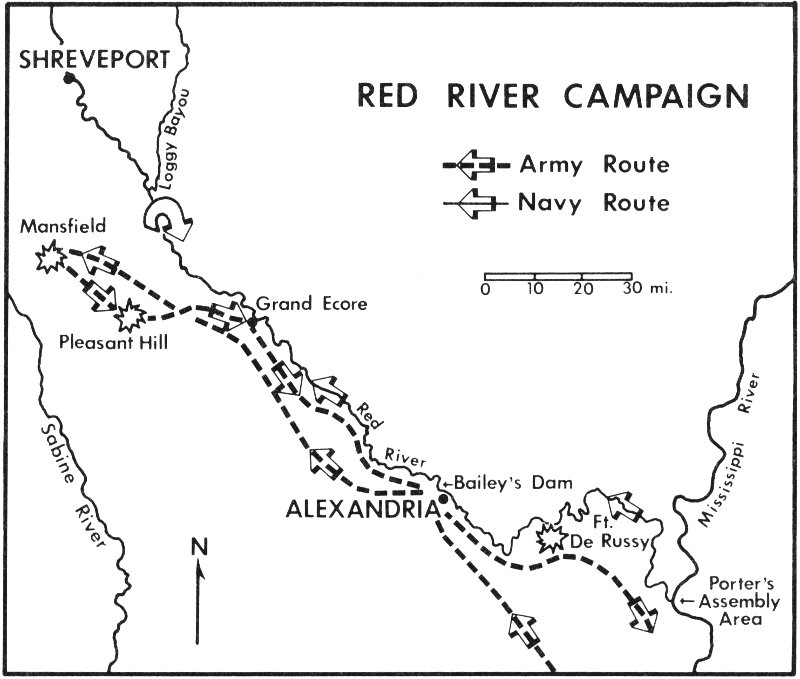 SHREVEPORT
RED RIVER CAMPAIGN
Loggy Bayou
Army Route
Navy Route
Mansfield
0 10 20 30 mi.
Grand Ecore
Pleasant Hill
Red
River
Mississippi River
Sabine
River
Bailey's Dam
ALEXANDRIA
Ft.
De Russy
N
Porter's
Assembly
Area